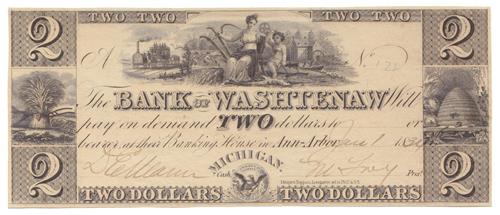 TWO TWO TWO TWO
2 2
A No.
The BANK OF WASHTENAW Will
pay on demand TWO dollars to or
bearer, at their Banking House in Ann-Arbor
MICHIGAN
Cash Pres.
2 2
TWO DOLLARS TWO DOLLARS